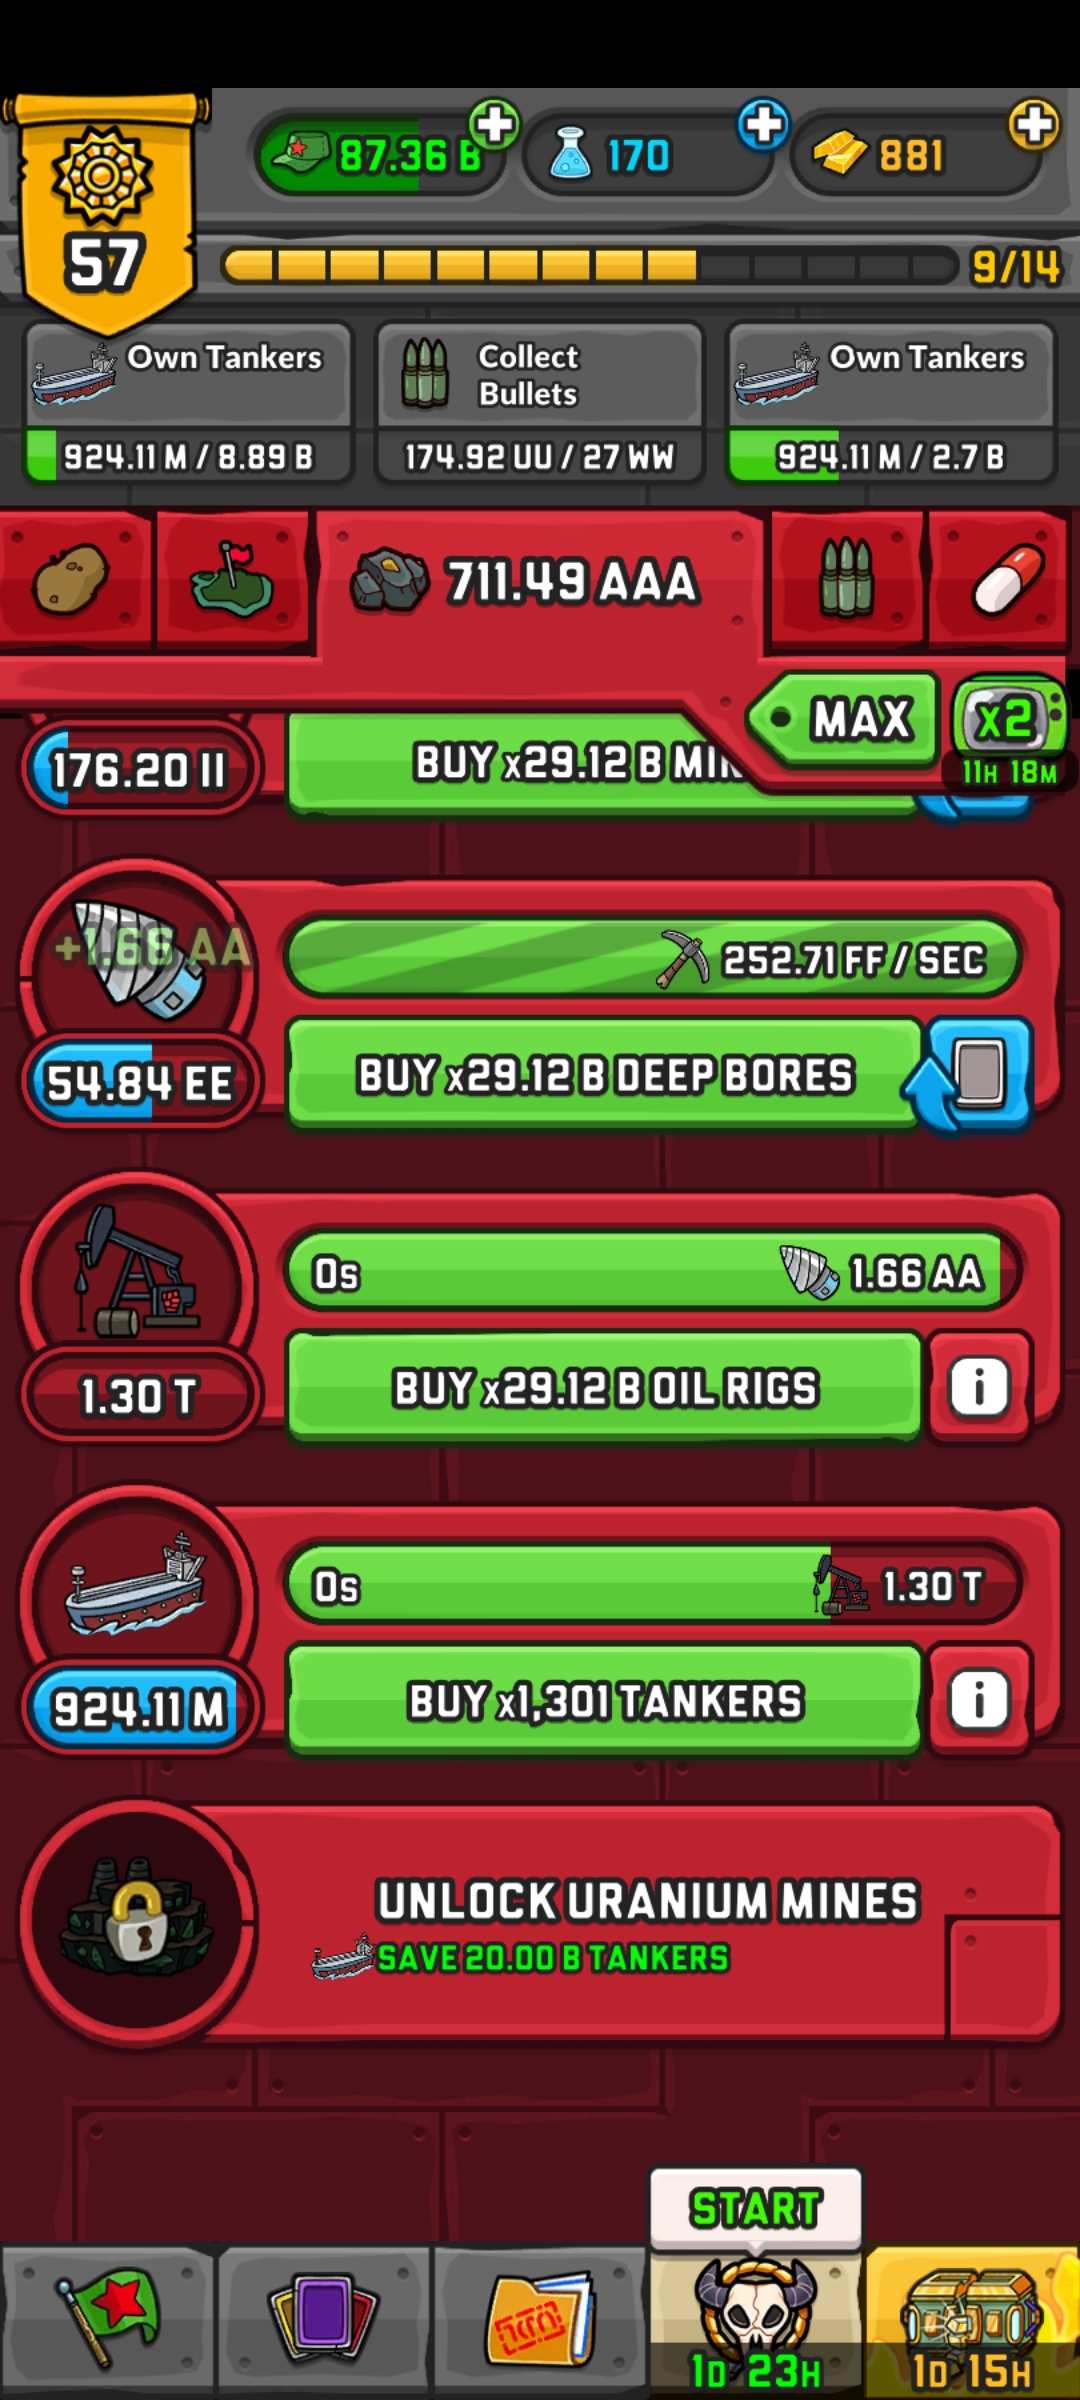 87.36 B
170
881
57
9/14
Own Tankers
924.11 M / 8.89 B
Collect
Bullets
174.92 UU / 27 WW
Own Tankers
924.11 M / 2.7 B
711.49 AAA
MAX
x2
11H 18M
176.20 II
BUY x29.12 B
+1.66 AA
252.71 FF / SEC
54.84 EE
BUY x29.12 B DEEP BORES
0s
1.66 AA
1.30 T
BUY x29.12 B OIL RIGS
i
0s
1.30 T
924.11 M
BUY x1,301 TANKERS
i
UNLOCK URANIUM MINES
SAVE 20.00 B TANKERS
START
1D 23H
1D 15H